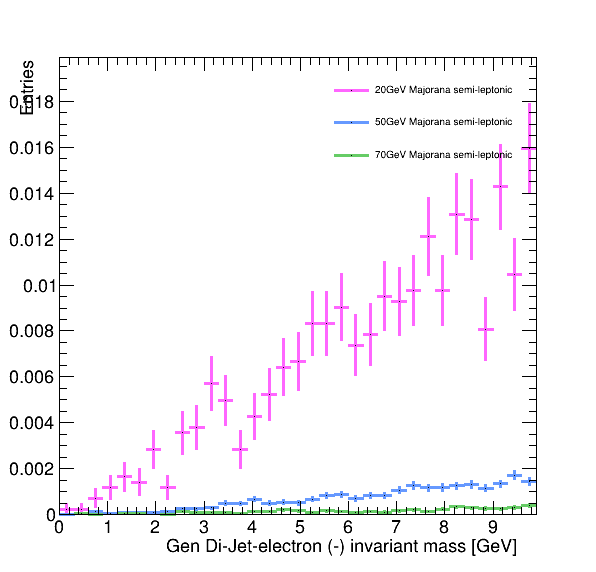 Entries
20GeV Majorana semi-leptonic
50GeV Majorana semi-leptonic
70GeV Majorana semi-leptonic
0.018
0.016
0.014
0.012
0.01
0.008
0.006
0.004
0.002
0
0 1 2 3 4 5 6 7 8 9
Gen Di-Jet-electron (-) invariant mass [GeV]